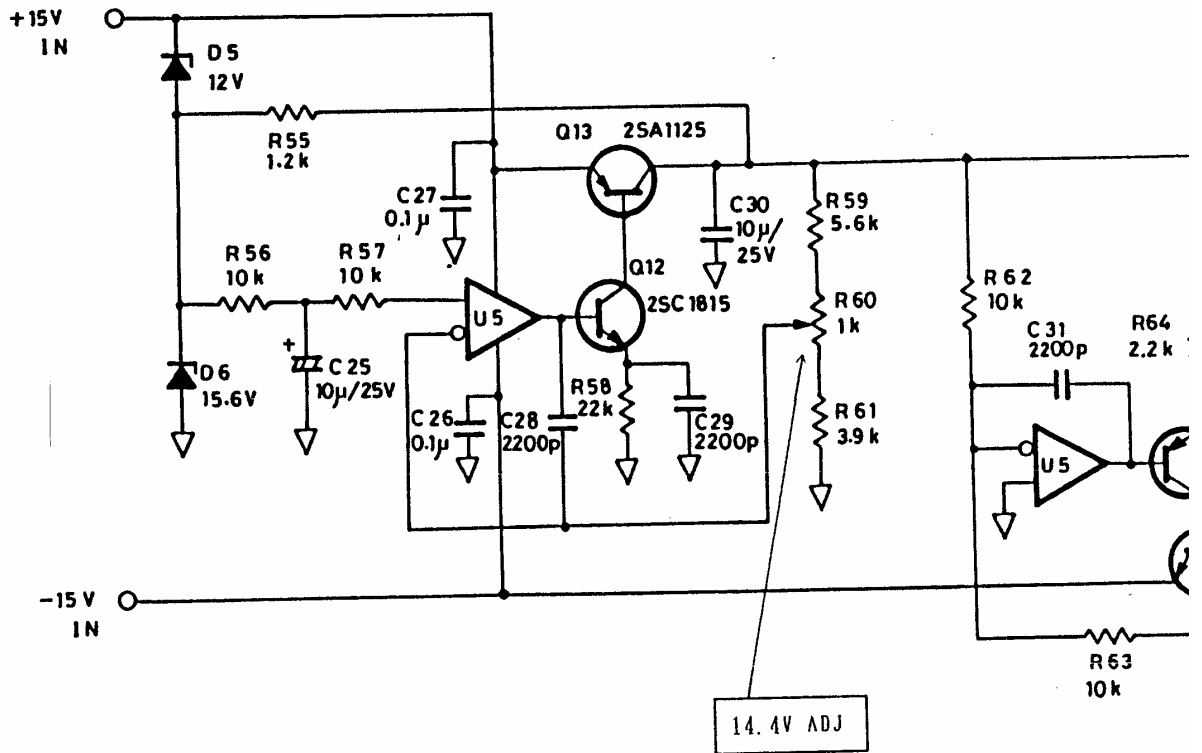 +15V
IN
D5
12V
R55
1.2k
Q13 2SA1125
C27
0.1μ
C30
10μ/
25V
R59
5.6k
R56
10k
R57
10k
Q12
2SC1815
U5
R60
1k
R62
10k
C31
2200p
R64
2.2k
+
C25
10μ/25V
D6
15.6V
R58
22k
C26
0.1μ
C28
2200p
C29
2200p
R61
3.9k
U5
-15V
IN
R63
10k
14.4V ADJ